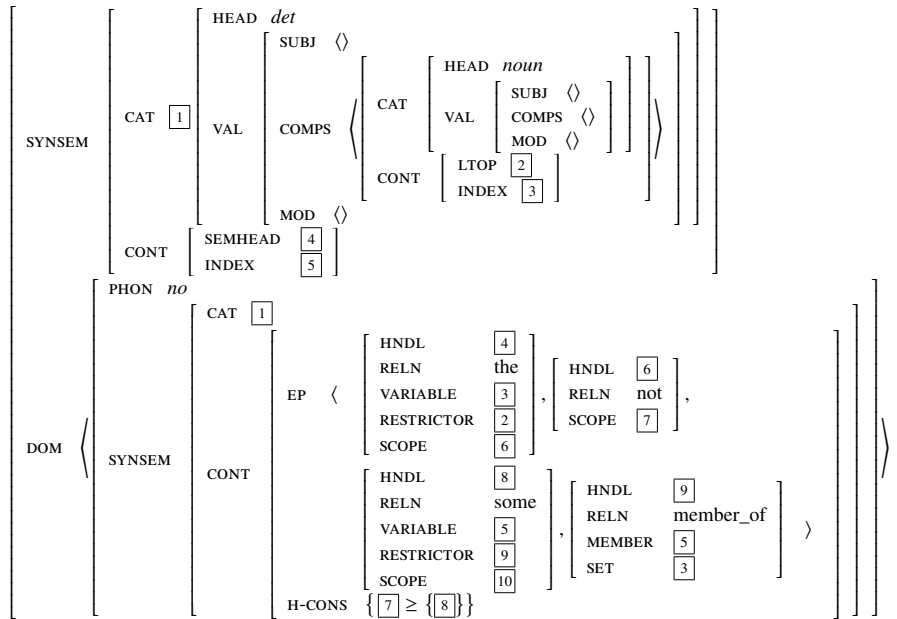 HEAD det
SUBJ ⟨⟩
HEAD noun
SUBJ ⟨⟩
CAT
CAT 1 VAL COMPS VAL COMPS ⟨⟩
SYNSEM
MOD ⟨⟩
CONT LTOP 2
INDEX 3
MOD ⟨⟩
CONT SEMHEAD 4
INDEX 5
PHON no
CAT 1
HNDL 4
RELN the
HNDL 6
EP ⟨ VARIABLE 3 , RELN not ,
RESTRICTOR 2
SCOPE 7
SCOPE 6
DOM SYNSEM CONT
HNDL 8
HNDL 9
RELN some
RELN member_of
VARIABLE 5 , ⟩
MEMBER 5
RESTRICTOR 9
SET 3
SCOPE 10
H-CONS {7 ≥ {8}}